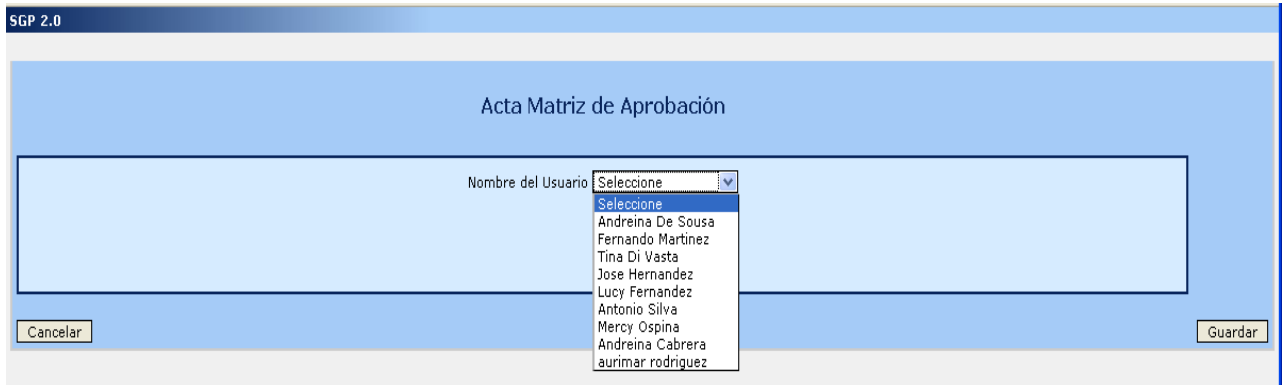 SGP 2.0
Acta Matriz de Aprobación
Nombre del Usuario Seleccione
Seleccione
Andreina De Sousa
Fernando Martinez
Tina Di Vasta
Jose Hernandez
Lucy Fernandez
Antonio Silva
Mercy Ospina
Andreina Cabrera
aurimar rodriguez
Cancelar
Guardar